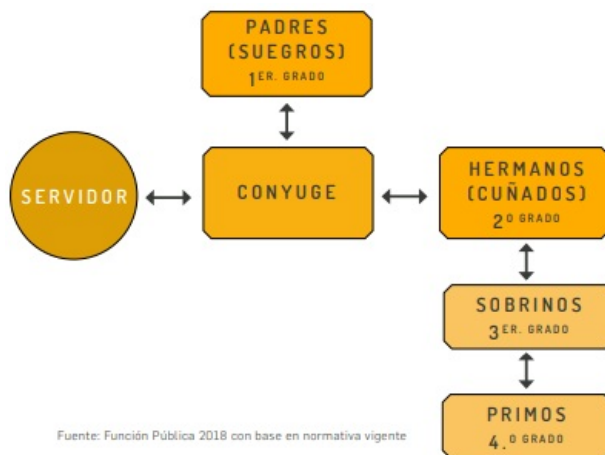 PADRES
(SUEGROS)
1ER. GRADO
SERVIDOR
CONYUGE
HERMANOS
(CUÑADOS)
2O GRADO
SOBRINOS
3ER. GRADO
PRIMOS
4.O GRADO
Fuente: Función Pública 2018 con base en normativa vigente